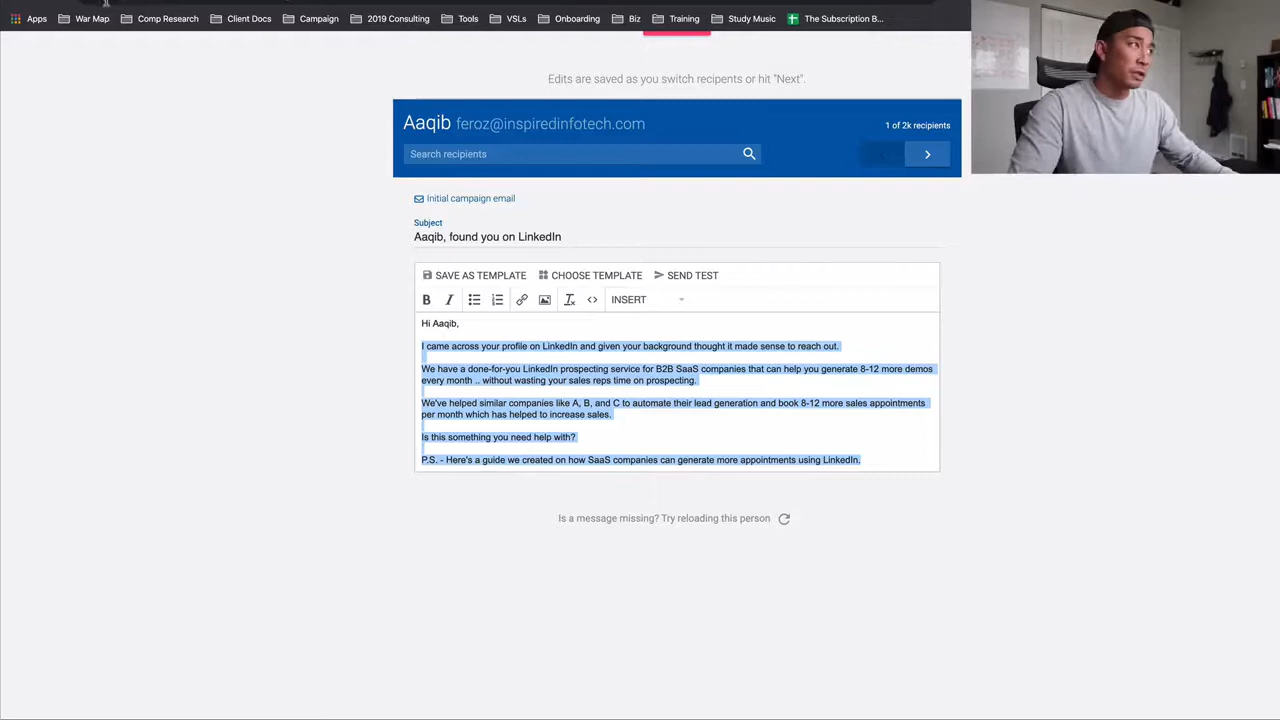 Apps
War Map
Comp Research
Client Docs
Campaign
2019 Consulting
Tools
VSLs
Onboarding
Biz
Training
Study Music
The Subscription B...
Edits are saved as you switch recipents or hit "Next".
Aaqib feroz@inspiredinfotech.com
1 of 2k recipients
Search recipients
Initial campaign email
Subject
Aaqib, found you on LinkedIn
SAVE AS TEMPLATE
CHOOSE TEMPLATE
SEND TEST
B I
INSERT
Hi Aaqib,
I came across your profile on LinkedIn and given your background thought it made sense to reach out.
We have a done-for-you LinkedIn prospecting service for B2B SaaS companies that can help you generate 8-12 more demos
every month .. without wasting your sales reps time on prospecting.
We've helped similar companies like A, B, and C to automate their lead generation and book 8-12 more sales appointments
per month which has helped to increase sales.
Is this something you need help with?
P.S. - Here's a guide we created on how SaaS companies can generate more appointments using LinkedIn.
Is a message missing? Try reloading this person